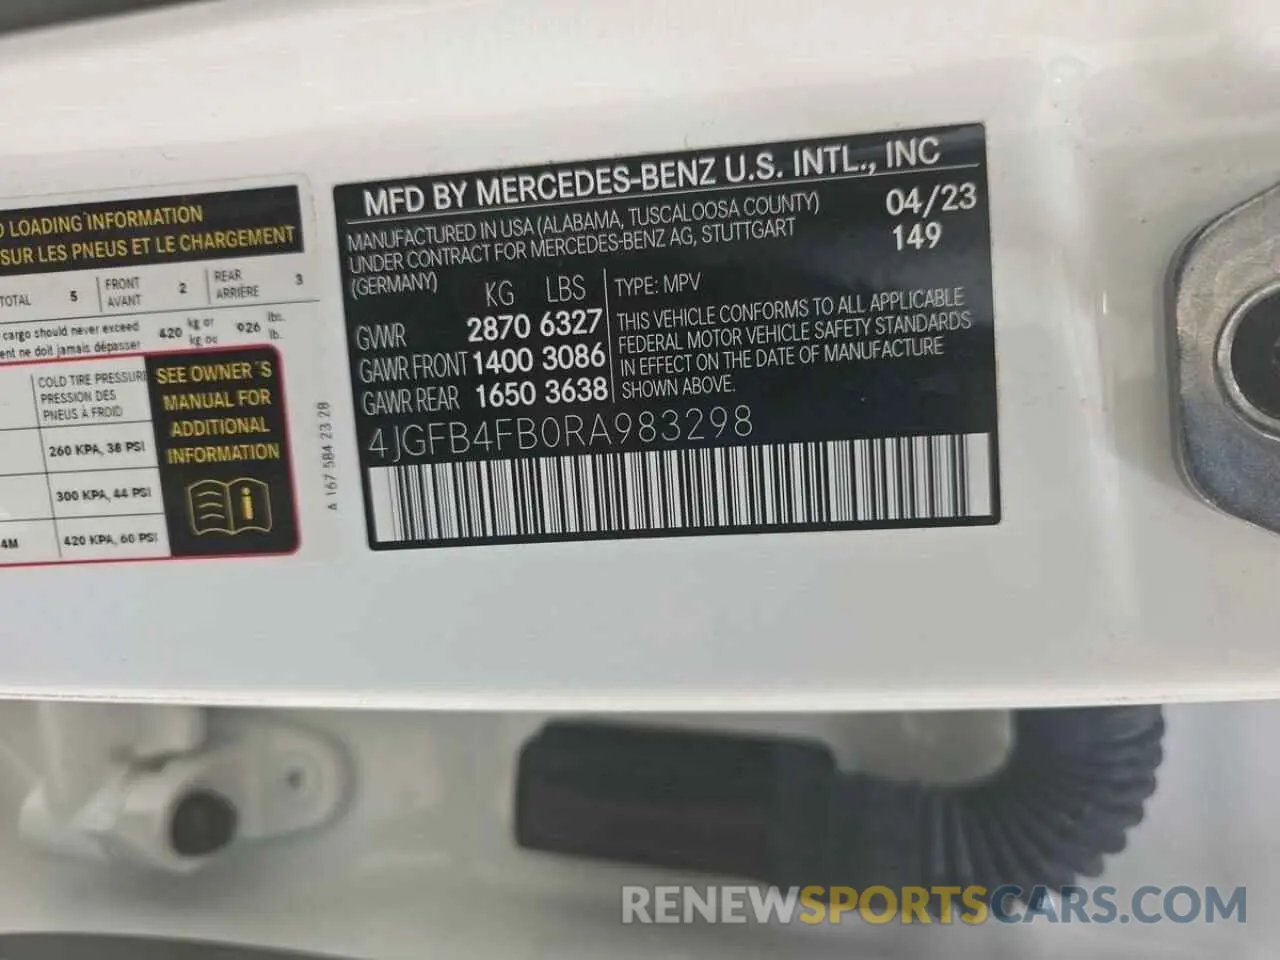 D LOADING INFORMATION
SUR LES PNEUS ET LE CHARGEMENT
TOTAL 5 FRONT AVANT 2 REAR ARRIÈRE 3
cargo should never exceed 420 kg or 926 lbs.
ent ne doit jamais dépasser kg ou lb.
COLD TIRE PRESSURE
PRESSION DES
PNEUS À FROID
260 KPA, 38 PSI
300 KPA, 44 PSI
4M 420 KPA, 60 PSI
SEE OWNER'S
MANUAL FOR
ADDITIONAL
INFORMATION
A 167 584 23 28
MFD BY MERCEDES-BENZ U.S. INTL., INC
MANUFACTURED IN USA (ALABAMA, TUSCALOOSA COUNTY)
UNDER CONTRACT FOR MERCEDES-BENZ AG, STUTTGART
(GERMANY)
04/23
149
KG LBS
GVWR 2870 6327
GAWR FRONT 1400 3086
GAWR REAR 1650 3638
TYPE: MPV
THIS VEHICLE CONFORMS TO ALL APPLICABLE
FEDERAL MOTOR VEHICLE SAFETY STANDARDS
IN EFFECT ON THE DATE OF MANUFACTURE
SHOWN ABOVE.
4JGFB4FB0RA983298
RENEWSPORTSCARS.COM